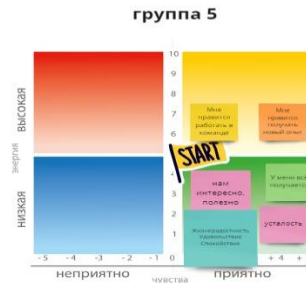 группа 5
высокая
низкая
энергия
10
9
8
7
6
4
3
2
1
0
Мне
нравится
работать в
команде
Мне
нравится
получать
новый опыт
START
нам
интересно,
полезно
У меня все
получается
Жизнерадостность
Удовольствие
Спокойствие
усталость
-5 -4 -3 -2 -1 0 +4 +
неприятно
чувства
приятно